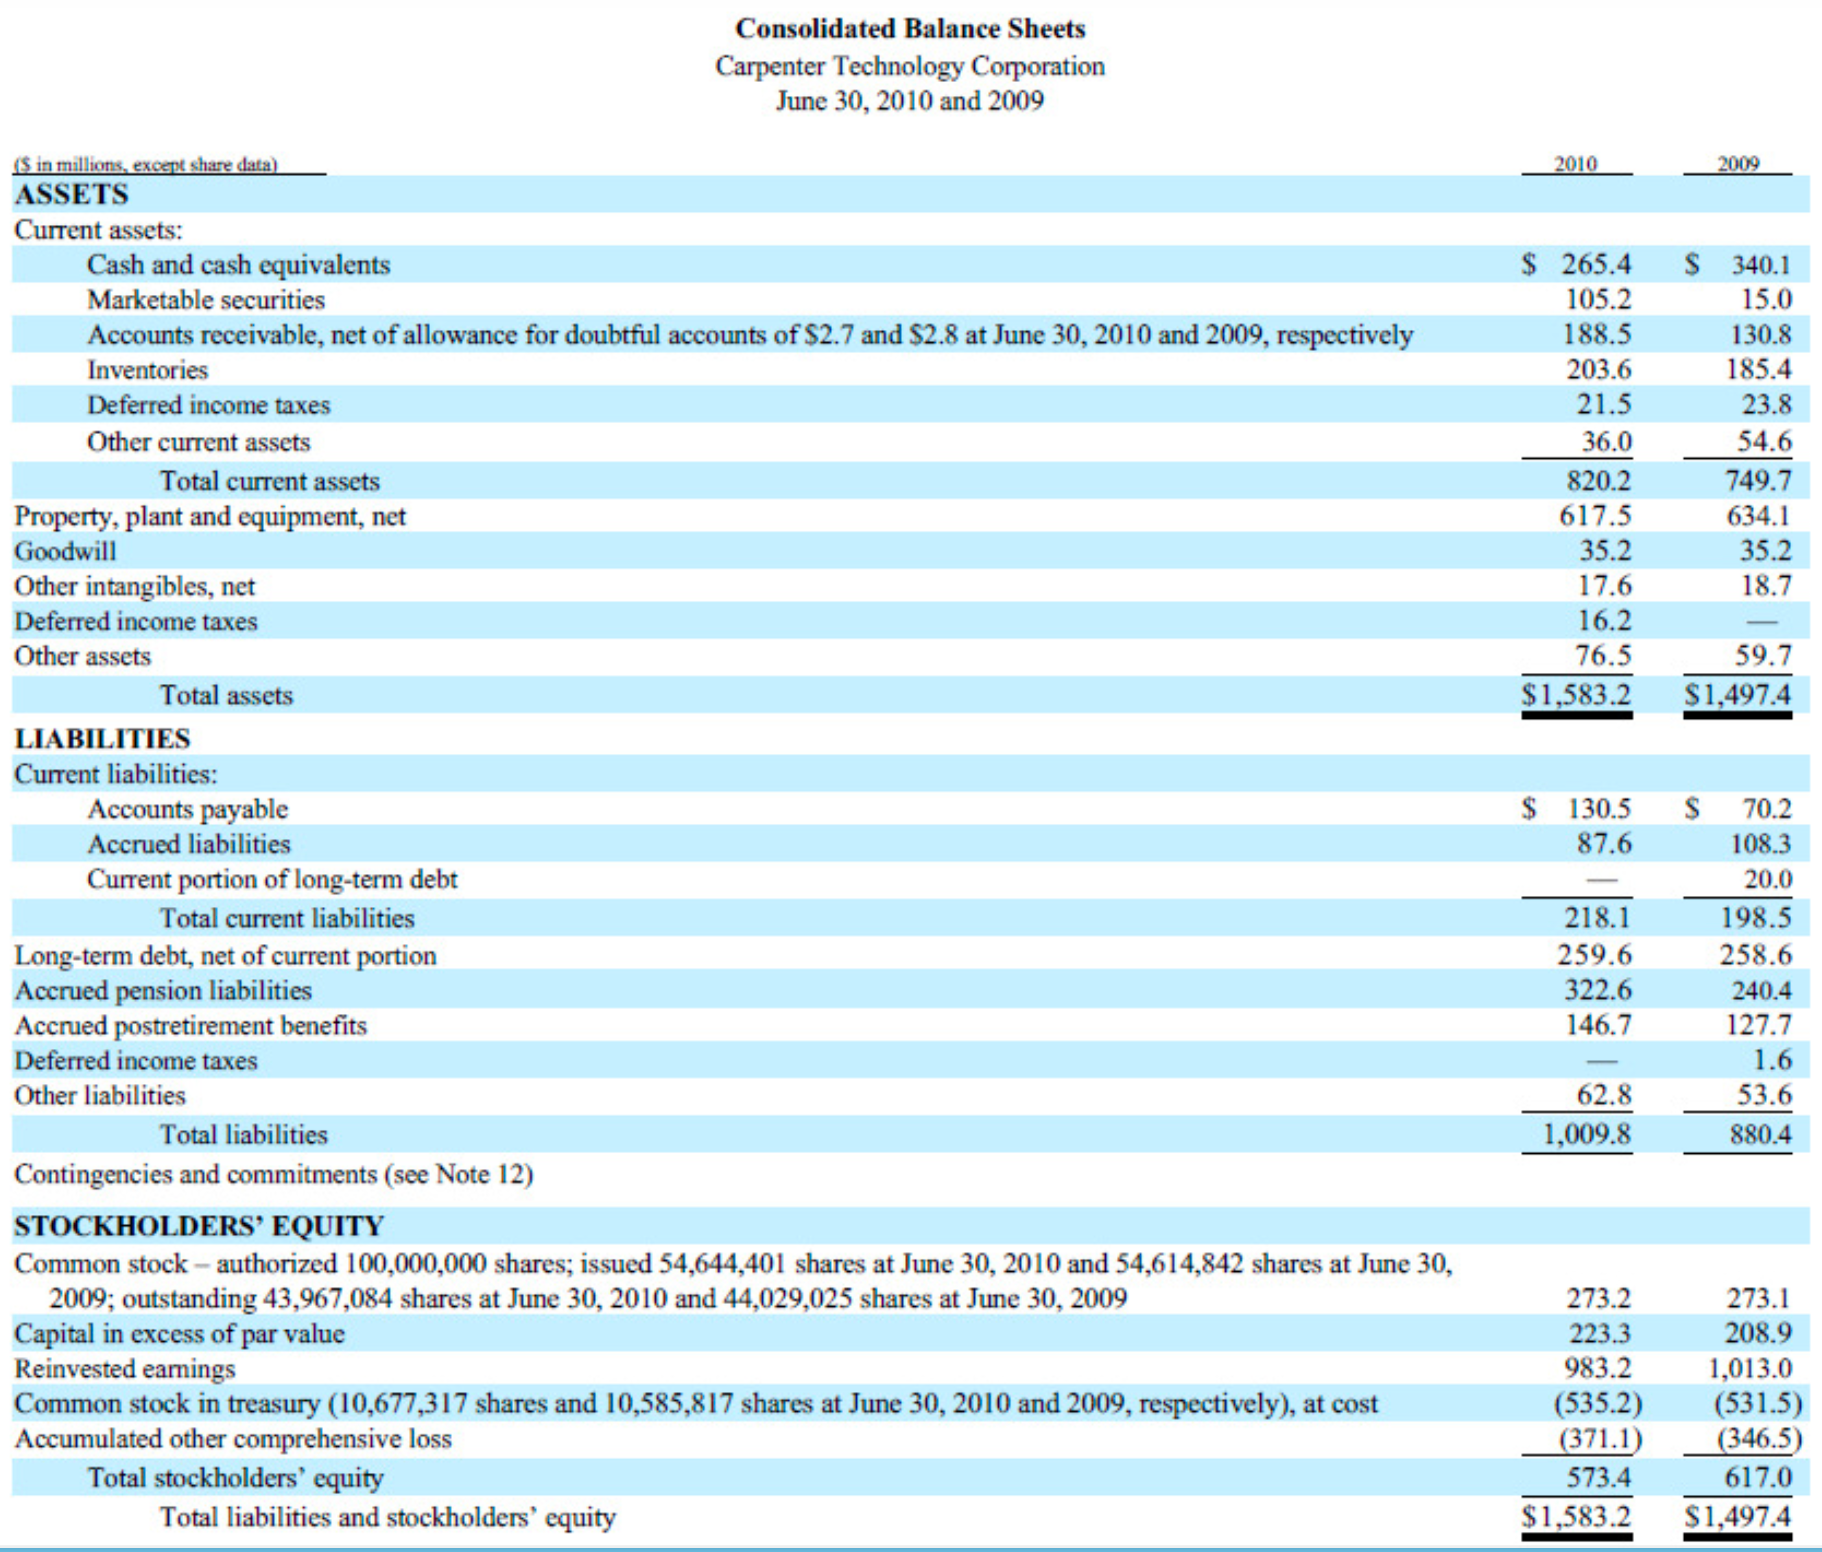 Consolidated Balance Sheets
Carpenter Technology Corporation
June 30, 2010 and 2009
($ in millions, except share data) 2010 2009
ASSETS
Current assets:
Cash and cash equivalents $ 265.4 $ 340.1
Marketable securities 105.2 15.0
Accounts receivable, net of allowance for doubtful accounts of $2.7 and $2.8 at June 30, 2010 and 2009, respectively 188.5 130.8
Inventories 203.6 185.4
Deferred income taxes 21.5 23.8
Other current assets 36.0 54.6
Total current assets 820.2 749.7
Property, plant and equipment, net 617.5 634.1
Goodwill 35.2 35.2
Other intangibles, net 17.6 18.7
Deferred income taxes 16.2 —
Other assets 76.5 59.7
Total assets $1,583.2 $1,497.4
LIABILITIES
Current liabilities:
Accounts payable $ 130.5 $ 70.2
Accrued liabilities 87.6 108.3
Current portion of long-term debt — 20.0
Total current liabilities 218.1 198.5
Long-term debt, net of current portion 259.6 258.6
Accrued pension liabilities 322.6 240.4
Accrued postretirement benefits 146.7 127.7
Deferred income taxes — 1.6
Other liabilities 62.8 53.6
Total liabilities 1,009.8 880.4
Contingencies and commitments (see Note 12)
STOCKHOLDERS’ EQUITY
Common stock – authorized 100,000,000 shares; issued 54,644,401 shares at June 30, 2010 and 54,614,842 shares at June 30,
2009; outstanding 43,967,084 shares at June 30, 2010 and 44,029,025 shares at June 30, 2009 273.2 273.1
Capital in excess of par value 223.3 208.9
Reinvested earnings 983.2 1,013.0
Common stock in treasury (10,677,317 shares and 10,585,817 shares at June 30, 2010 and 2009, respectively), at cost (535.2) (531.5)
Accumulated other comprehensive loss (371.1) (346.5)
Total stockholders’ equity 573.4 617.0
Total liabilities and stockholders’ equity $1,583.2 $1,497.4